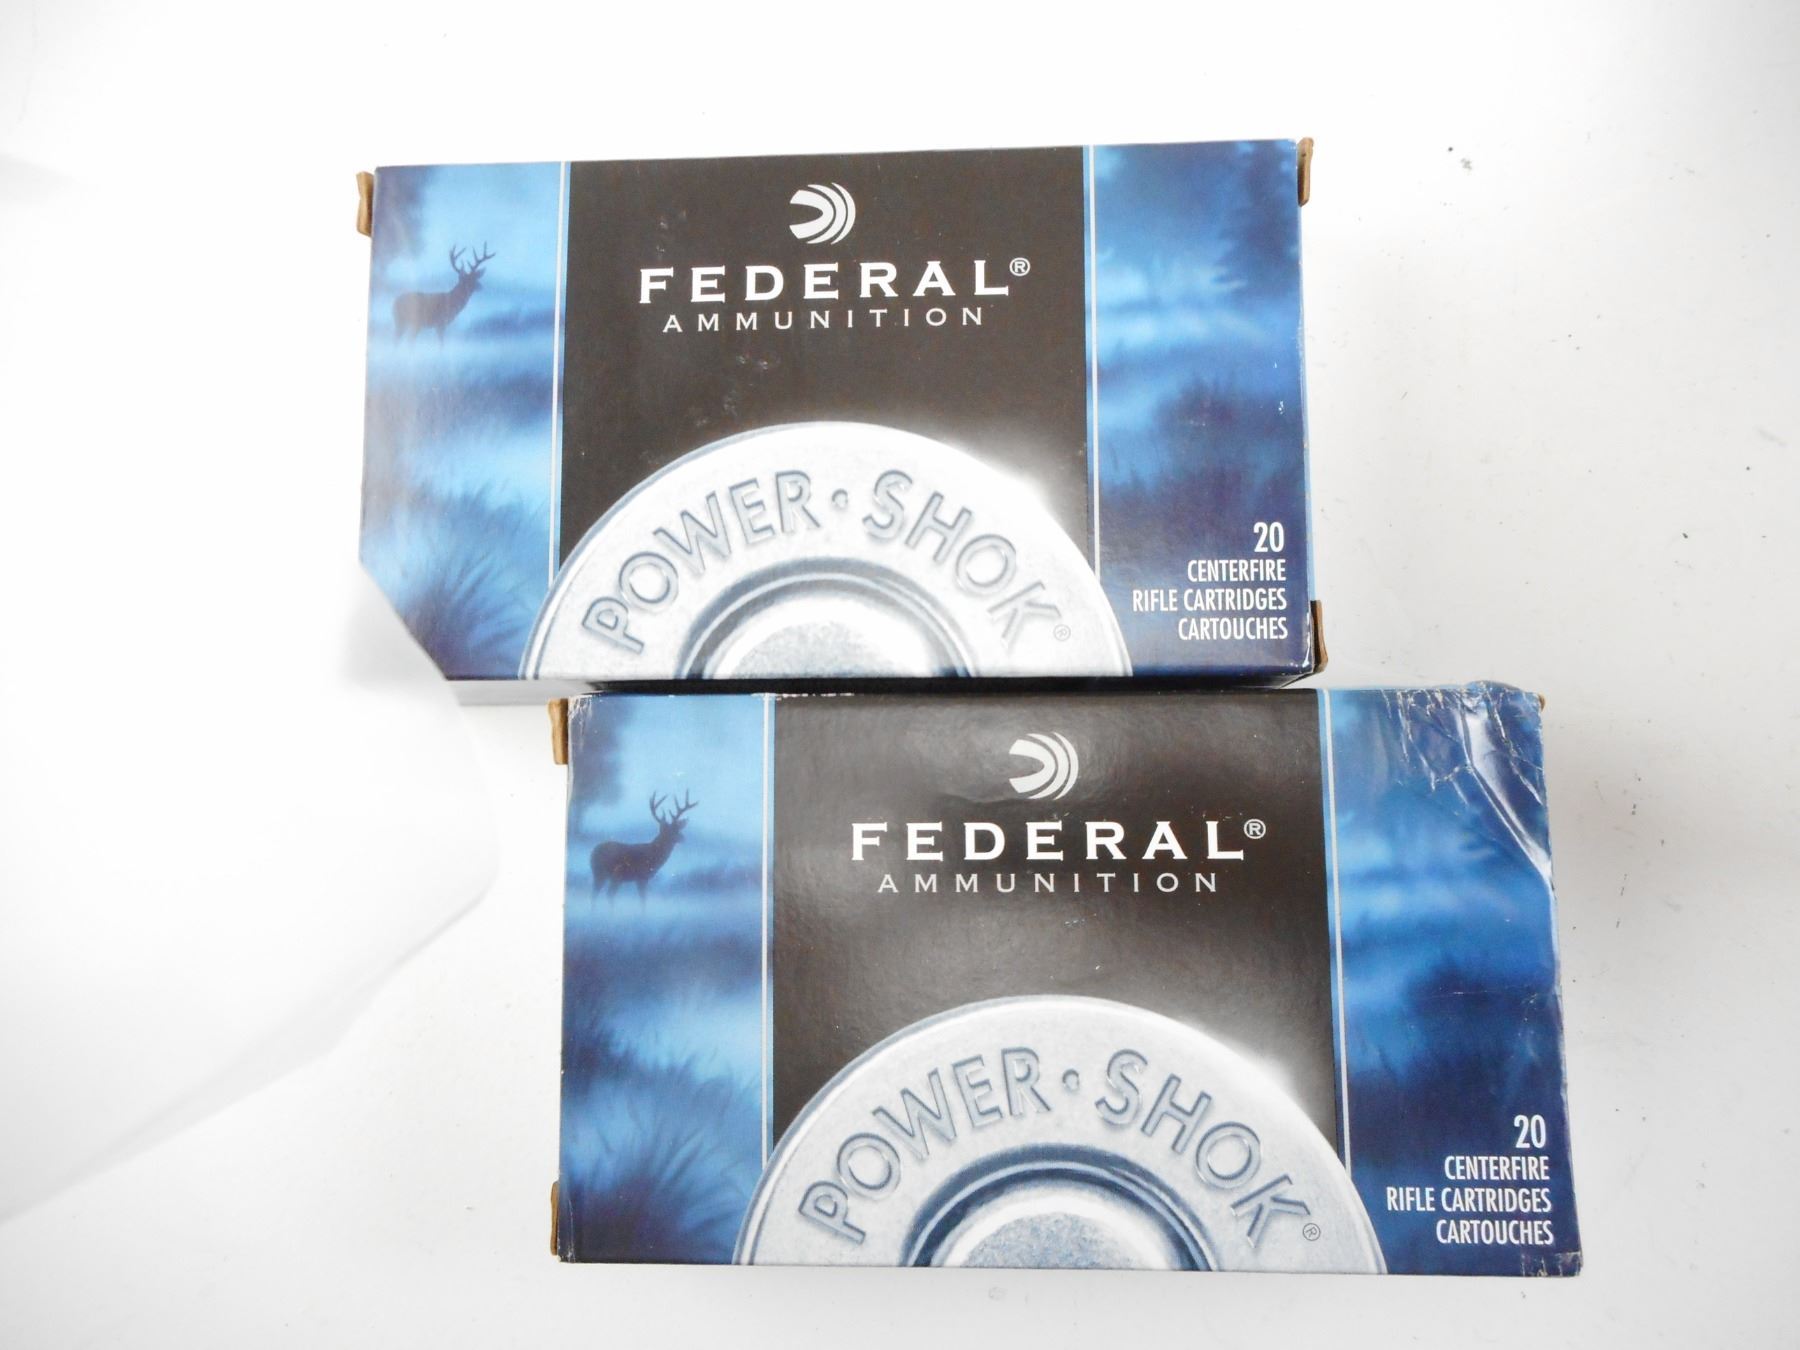 FEDERAL®
AMMUNITION
POWER·SHOK®
20
CENTERFIRE
RIFLE CARTRIDGES
CARTOUCHES
FEDERAL®
AMMUNITION
POWER·SHOK®
20
CENTERFIRE
RIFLE CARTRIDGES
CARTOUCHES